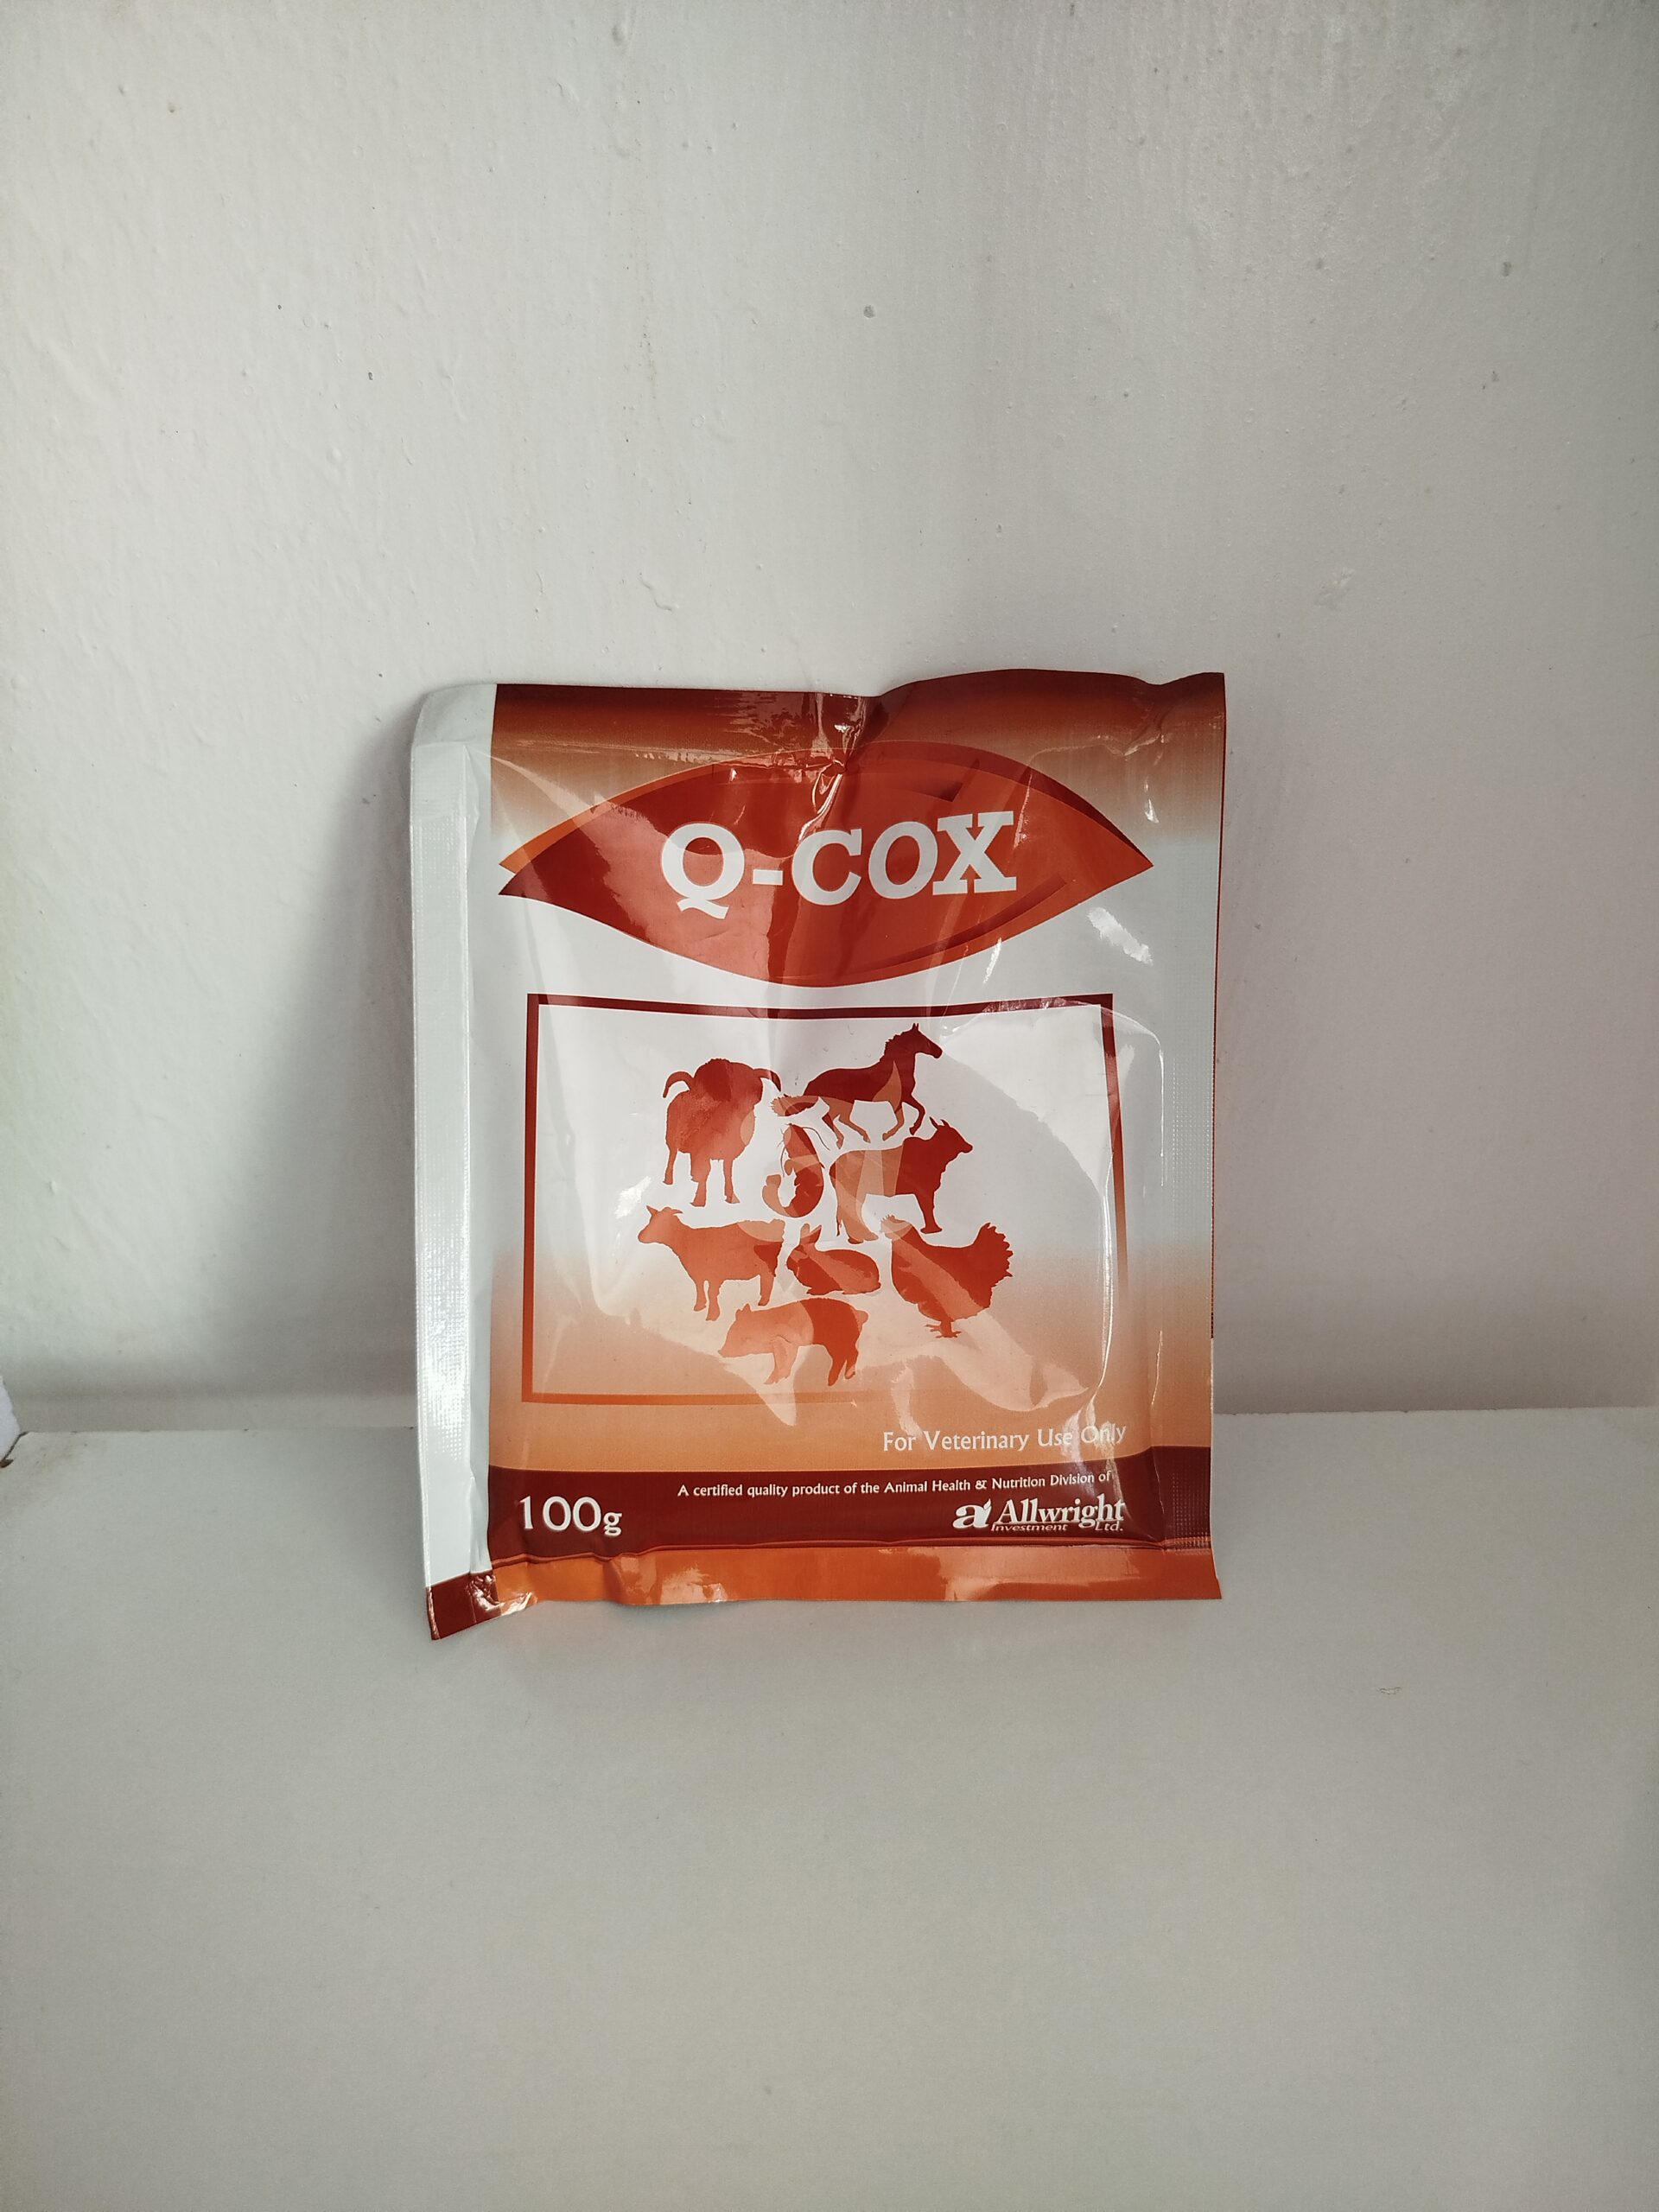 Q-COX
For Veterinary Use Only
A certified quality product of the Animal Health & Nutrition Division of
100g
a Allwright
Investment Ltd.